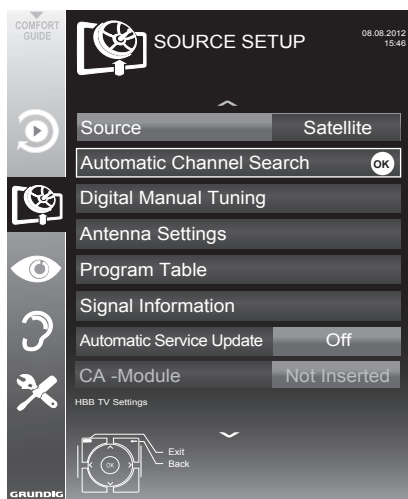 COMFORT
GUIDE
SOURCE SETUP
08.08.2012
15:46
Source Satellite
Automatic Channel Search OK
Digital Manual Tuning
Antenna Settings
Program Table
Signal Information
Automatic Service Update Off
CA -Module Not Inserted
HBB TV Settings
Exit
OK Back
GRUNDIG